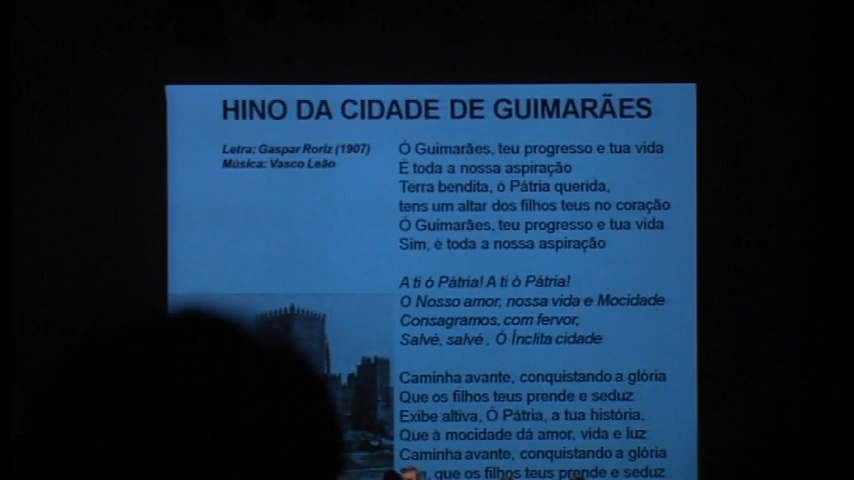 HINO DA CIDADE DE GUIMARÃES
Letra: Gaspar Roriz (1907)
Música: Vasco Leão
Ó Guimarães, teu progresso e tua vida
É toda a nossa aspiração
Terra bendita, ó Pátria querida,
tens um altar dos filhos teus no coração
Ó Guimarães, teu progresso e tua vida
Sim, é toda a nossa aspiração
A ti ó Pátria! A ti ó Pátria!
O Nosso amor, nossa vida e Mocidade
Consagramos, com fervor,
Salvé, salvé , Ó Ínclita cidade
Caminha avante, conquistando a glória
Que os filhos teus prende e seduz
Exibe altiva, Ó Pátria, a tua história,
Que à mocidade dá amor, vida e luz
Caminha avante, conquistando a glória
que os filhos teus prende e seduz